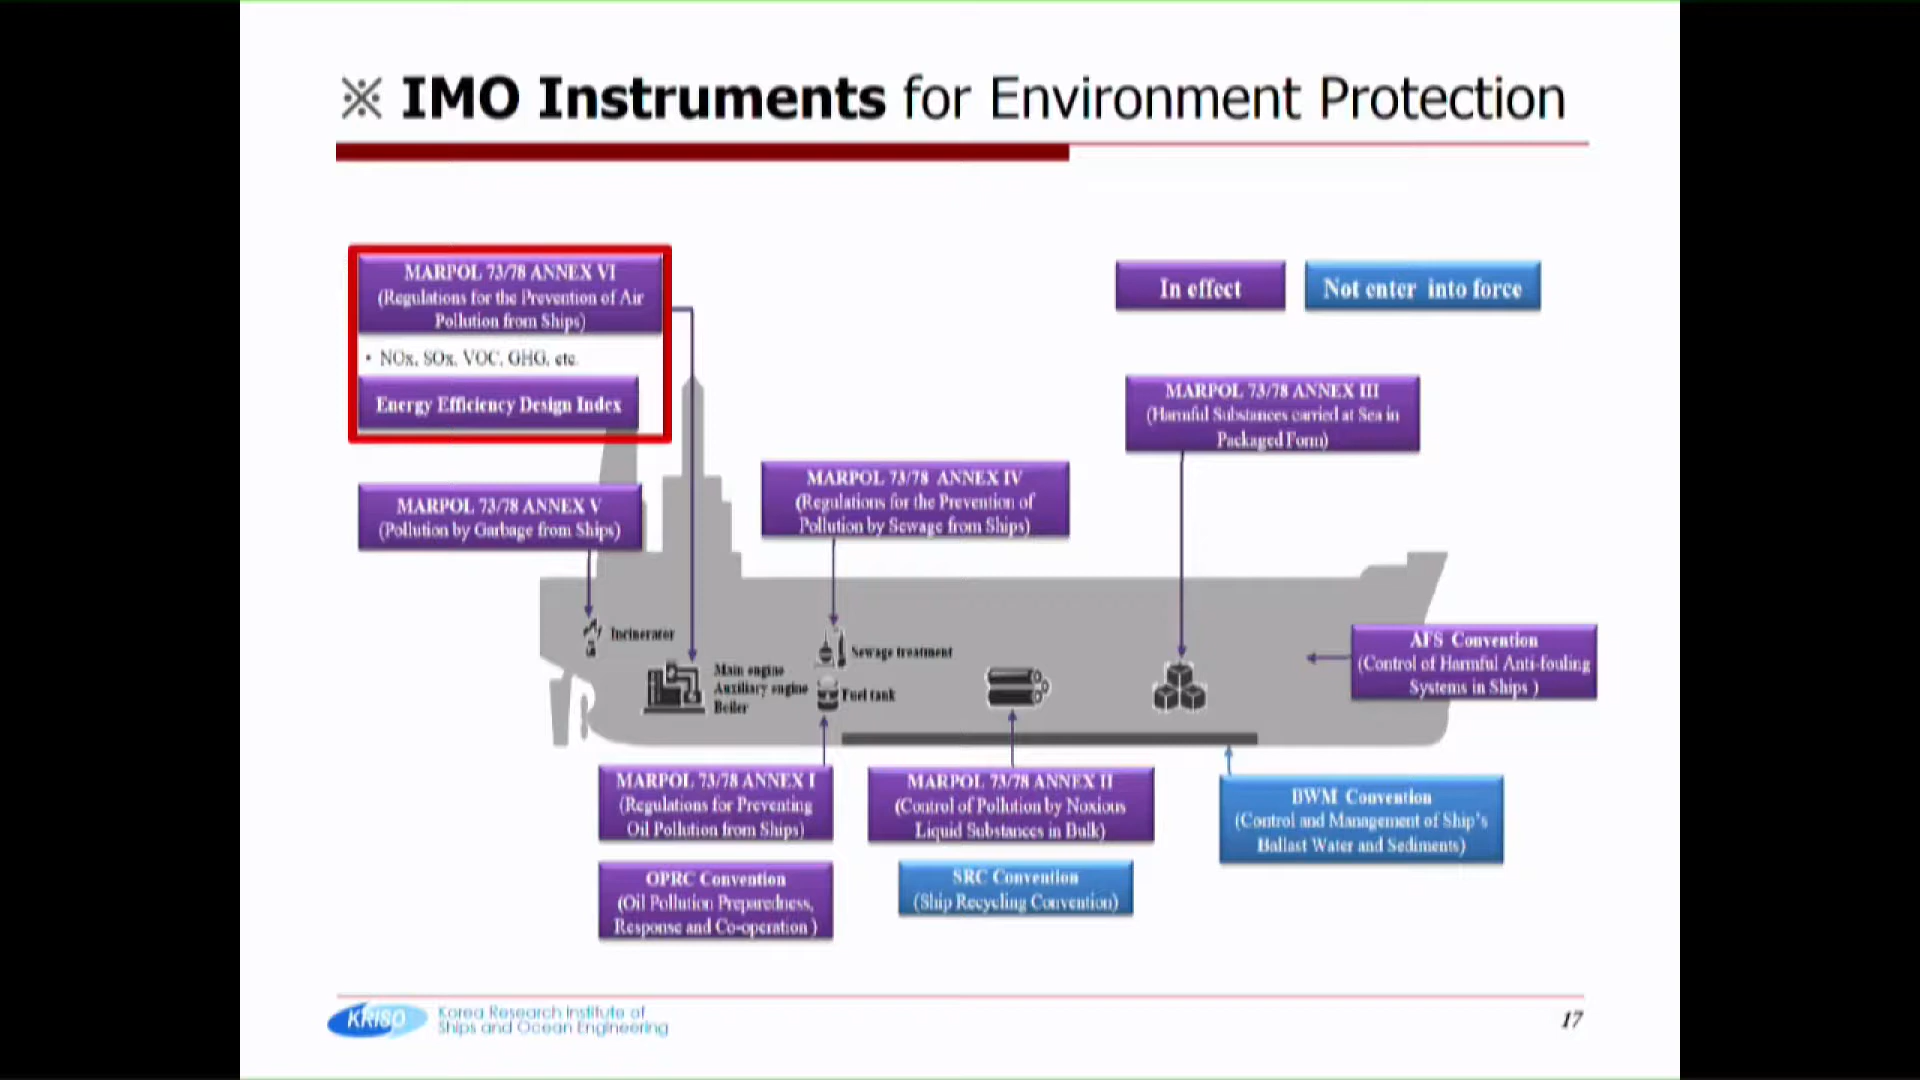 ※ IMO Instruments for Environment Protection
MARPOL 73/78 ANNEX VI
(Regulations for the Prevention of Air
Pollution from Ships)
• NOx, SOx, VOC, GHG, etc.
Energy Efficiency Design Index
In effect
Not enter into force
MARPOL 73/78 ANNEX III
(Harmful Substances carried at Sea in
Packaged Form)
MARPOL 73/78 ANNEX IV
(Regulations for the Prevention of
Pollution by Sewage from Ships)
MARPOL 73/78 ANNEX V
(Pollution by Garbage from Ships)
Incinerator
Main engine
Auxiliary engine
Boiler
Sewage treatment
Fuel tank
AFS Convention
(Control of Harmful Anti-fouling
Systems in Ships )
MARPOL 73/78 ANNEX I
(Regulations for Preventing
Oil Pollution from Ships)
MARPOL 73/78 ANNEX II
(Control of Pollution by Noxious
Liquid Substances in Bulk)
BWM Convention
(Control and Management of Ship's
Ballast Water and Sediments)
OPRC Convention
(Oil Pollution Preparedness,
Response and Co-operation )
SRC Convention
(Ship Recycling Convention)
KRISO
Korea Research Institute of
Ships and Ocean Engineering
17